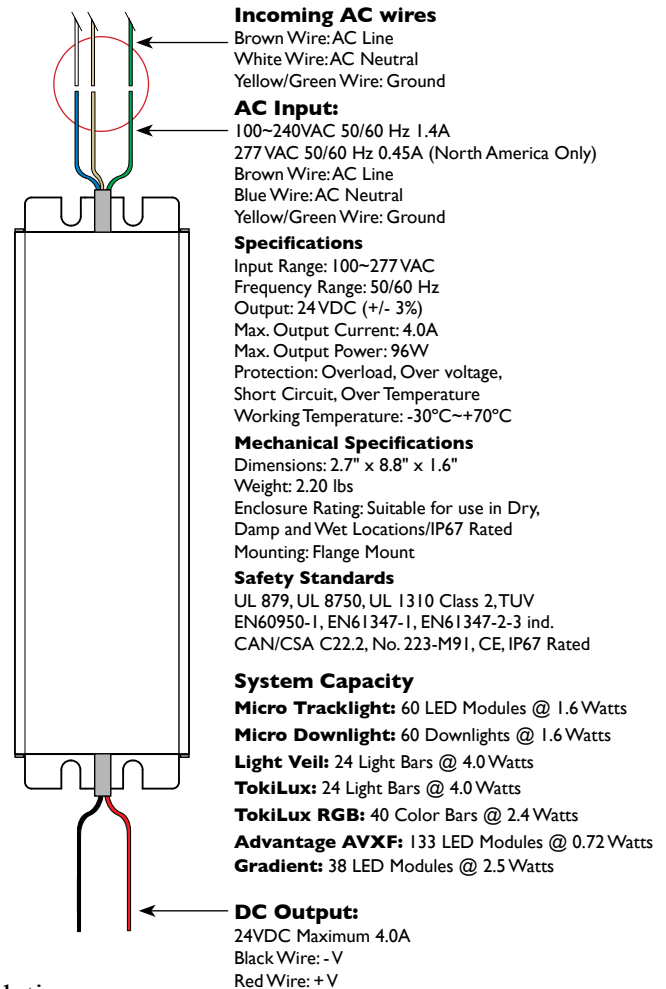 Incoming AC wires
Brown Wire: AC Line
White Wire: AC Neutral
Yellow/Green Wire: Ground
AC Input:
100~240VAC 50/60 Hz 1.4A
277 VAC 50/60 Hz 0.45A (North America Only)
Brown Wire: AC Line
Blue Wire: AC Neutral
Yellow/Green Wire: Ground
Specifications
Input Range: 100~277 VAC
Frequency Range: 50/60 Hz
Output: 24 VDC (+/- 3%)
Max. Output Current: 4.0A
Max. Output Power: 96W
Protection: Overload, Over voltage,
Short Circuit, Over Temperature
Working Temperature: -30ºC~+70ºC
Mechanical Specifications
Dimensions: 2.7" x 8.8" x 1.6"
Weight: 2.20 lbs
Enclosure Rating: Suitable for use in Dry,
Damp and Wet Locations/IP67 Rated
Mounting: Flange Mount
Safety Standards
UL 879, UL 8750, UL 1310 Class 2, TUV
EN60950-1, EN61347-1, EN61347-2-3 ind.
CAN/CSA C22.2, No. 223-M91, CE, IP67 Rated
System Capacity
Micro Tracklight: 60 LED Modules @ 1.6 Watts
Micro Downlight: 60 Downlights @ 1.6 Watts
Light Veil: 24 Light Bars @ 4.0 Watts
TokiLux: 24 Light Bars @ 4.0 Watts
TokiLux RGB: 40 Color Bars @ 2.4 Watts
Advantage AVXF: 133 LED Modules @ 0.72 Watts
Gradient: 38 LED Modules @ 2.5 Watts
DC Output:
24VDC Maximum 4.0A
Black Wire: - V
Red Wire: + V